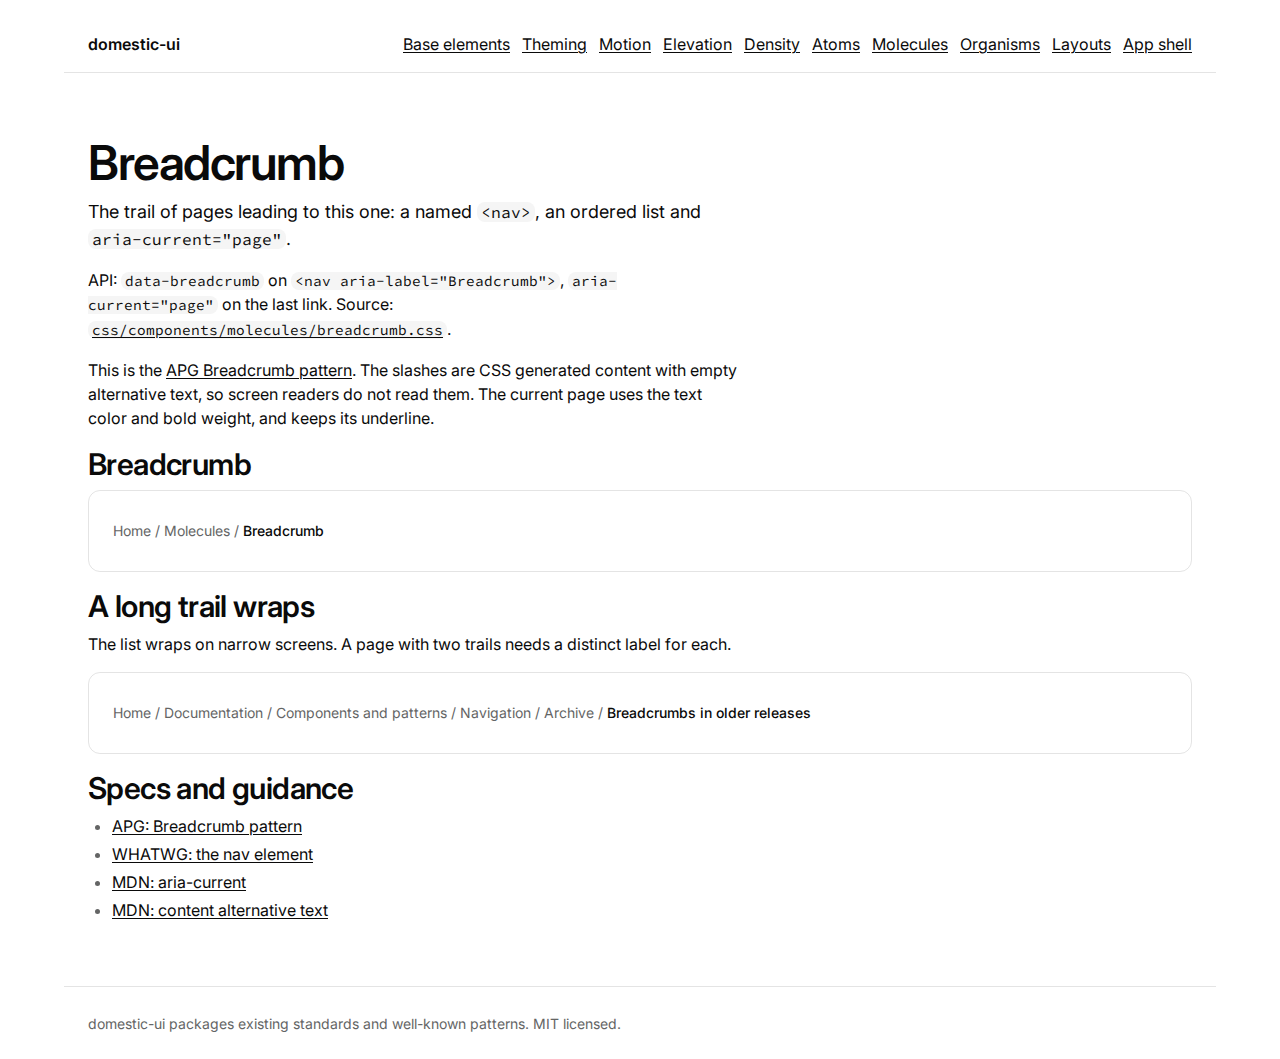 domestic-ui
Base elements Theming Motion Elevation Density Atoms Molecules Organisms Layouts App shell
Breadcrumb
The trail of pages leading to this one: a named <nav>, an ordered list and
aria-current="page".
API: data-breadcrumb on <nav aria-label="Breadcrumb">, aria-
current="page" on the last link. Source:
css/components/molecules/breadcrumb.css.
This is the APG Breadcrumb pattern. The slashes are CSS generated content with empty
alternative text, so screen readers do not read them. The current page uses the text
color and bold weight, and keeps its underline.
Breadcrumb
Home / Molecules / Breadcrumb
A long trail wraps
The list wraps on narrow screens. A page with two trails needs a distinct label for each.
Home / Documentation / Components and patterns / Navigation / Archive / Breadcrumbs in older releases
Specs and guidance
APG: Breadcrumb pattern
WHATWG: the nav element
MDN: aria-current
MDN: content alternative text
domestic-ui packages existing standards and well-known patterns. MIT licensed.